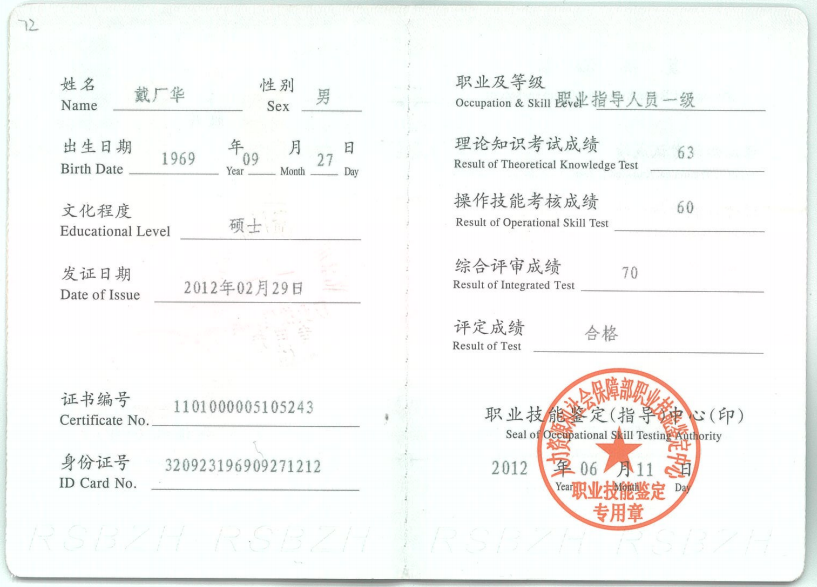 72
姓名 戴厂华 性别 男
Name Sex
出生日期 1969 年 09 月 27 日
Birth Date Year Month Day
文化程度 硕士
Educational Level
发证日期 2012年02月29日
Date of Issue
证书编号 1101000005105243
Certificate No.
身份证号 320923196909271212
ID Card No.
职业及等级 职业指导人员一级
Occupation & Skill Level
理论知识考试成绩 63
Result of Theoretical Knowledge Test
操作技能考核成绩 60
Result of Operational Skill Test
综合评审成绩 70
Result of Integrated Test
评定成绩 合格
Result of Test
职业技能鉴定(指导)中心(印)
Seal of Occupational Skill Testing Authority
2012 年 06 月 11 日
Year Month Day
人力资源和社会保障部职业技能鉴定中心
职业技能鉴定
专用章
RSBZH RSBZH RSBZH RSBZH